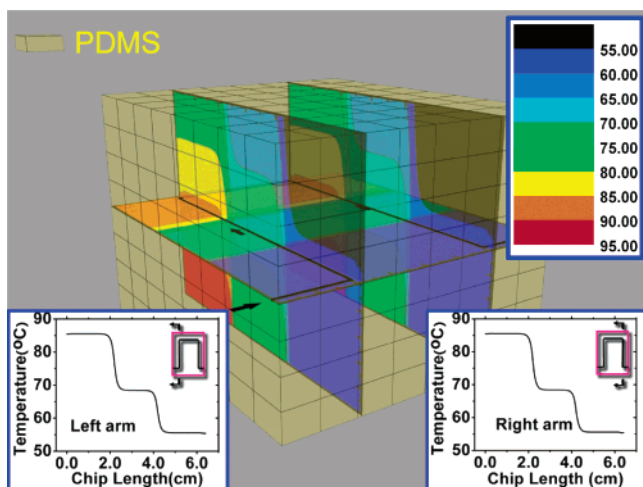 PDMS
55.00
60.00
65.00
70.00
75.00
80.00
85.00
90.00
95.00
90
80
70
60
50
Temperature(ºC)
Left arm
0.0 2.0 4.0 6.0
Chip Length(cm)
90
80
70
60
50
Temperature(ºC)
Right arm
0.0 2.0 4.0 6.0
Chip Length (cm)